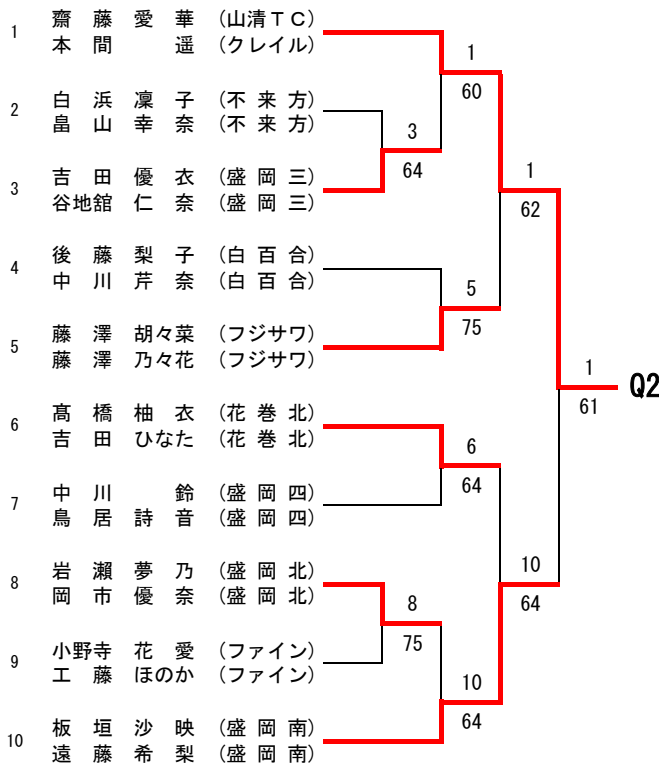 齋 藤 愛 華 (山清ＴＣ)
1
本 間 遥 (クレイル)
1
60
白 浜 凜 子 (不 来 方)
2
畠 山 幸 奈 (不 来 方)
3
64
吉 田 優 衣 (盛 岡 三)
3
谷地舘 仁 奈 (盛 岡 三)
1
62
後 藤 梨 子 (白 百 合)
4
中 川 芹 奈 (白 百 合)
5
75
藤 澤 胡々菜 (フジサワ)
5
藤 澤 乃々花 (フジサワ)
1
61
Q2
髙 橋 柚 衣 (花 巻 北)
6
吉 田 ひなた (花 巻 北)
6
64
中 川 鈴 (盛 岡 四)
7
鳥 居 詩 音 (盛 岡 四)
10
64
岩 瀨 夢 乃 (盛 岡 北)
8
岡 市 優 奈 (盛 岡 北)
8
75
小野寺 花 愛 (ファイン)
9
工 藤 ほのか (ファイン)
10
64
板 垣 沙 映 (盛 岡 南)
10
遠 藤 希 梨 (盛 岡 南)